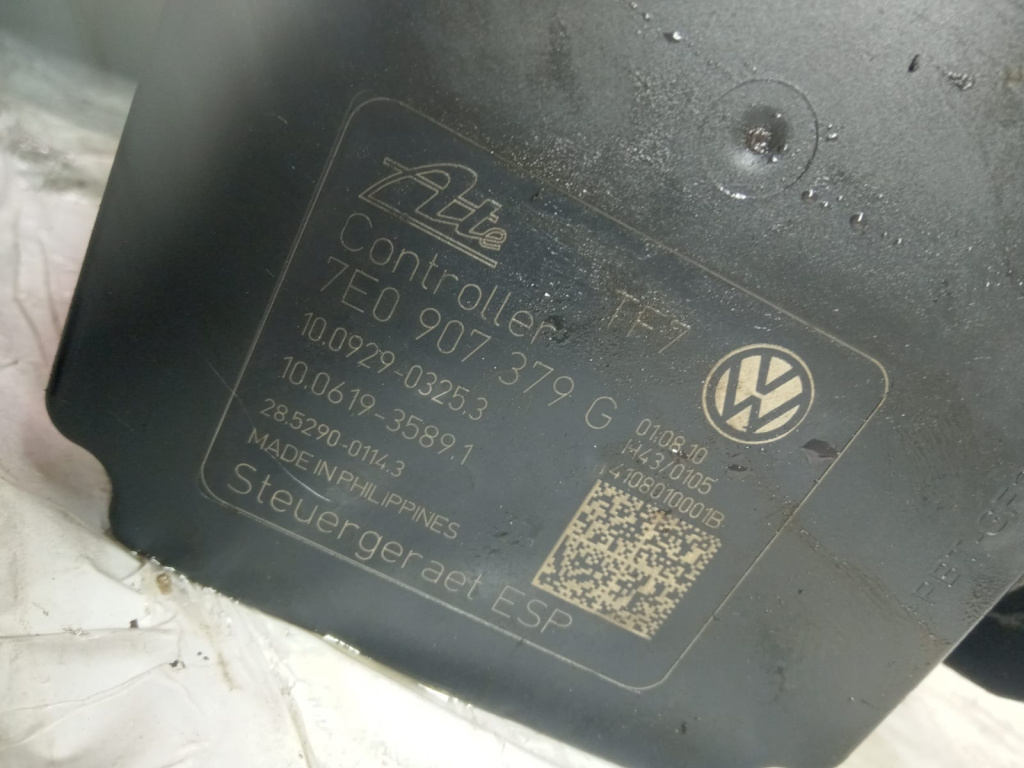 Ate
Controller TF7
7E0 907 379 G
10.0929-0325.3
10.0619-3589.1
28.5290-0114.3
MADE IN PHILIPPINES
Steuergeraet ESP
VW
01.08.10
H43/0105
14108010001B